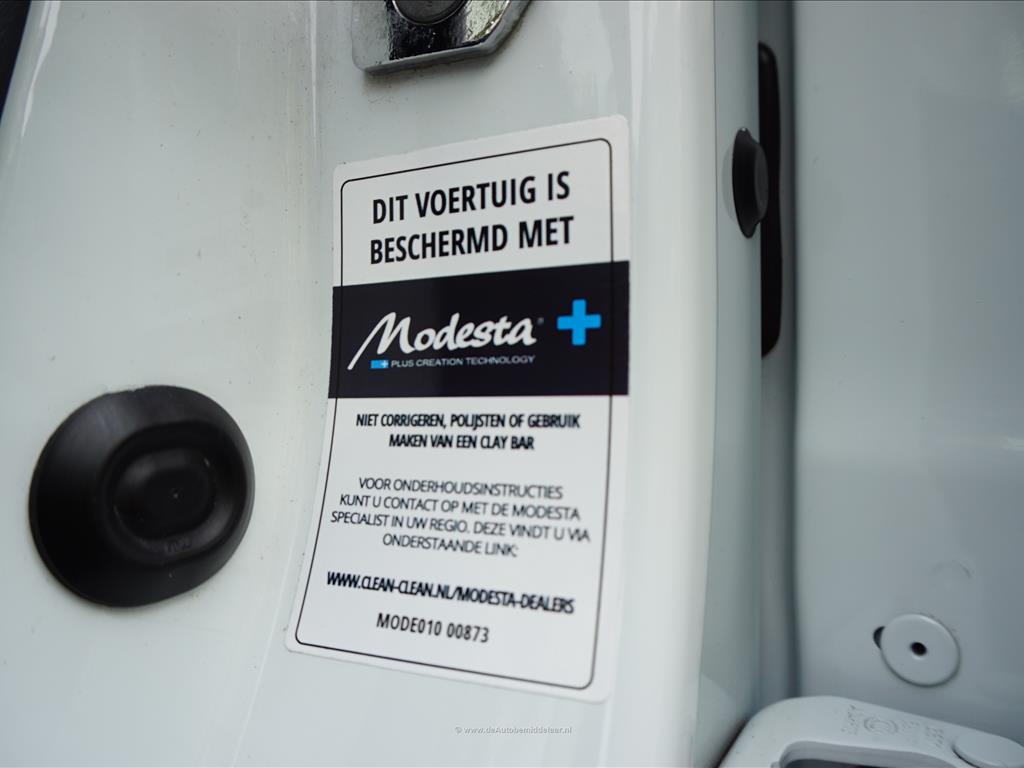 DIT VOERTUIG IS
BESCHERMD MET
Modesta +
+ PLUS CREATION TECHNOLOGY
NIET CORRIGEREN, POLIJSTEN OF GEBRUIK
MAKEN VAN EEN CLAY BAR
VOOR ONDERHOUDSINSTRUCTIES
KUNT U CONTACT OP MET DE MODESTA
SPECIALIST IN UW REGIO. DEZE VINDT U VIA
ONDERSTAANDE LINK:
WWW.CLEAN-CLEAN.NL/MODESTA-DEALERS
MODE010 00873
© www.deAutobemiddelaar.nl